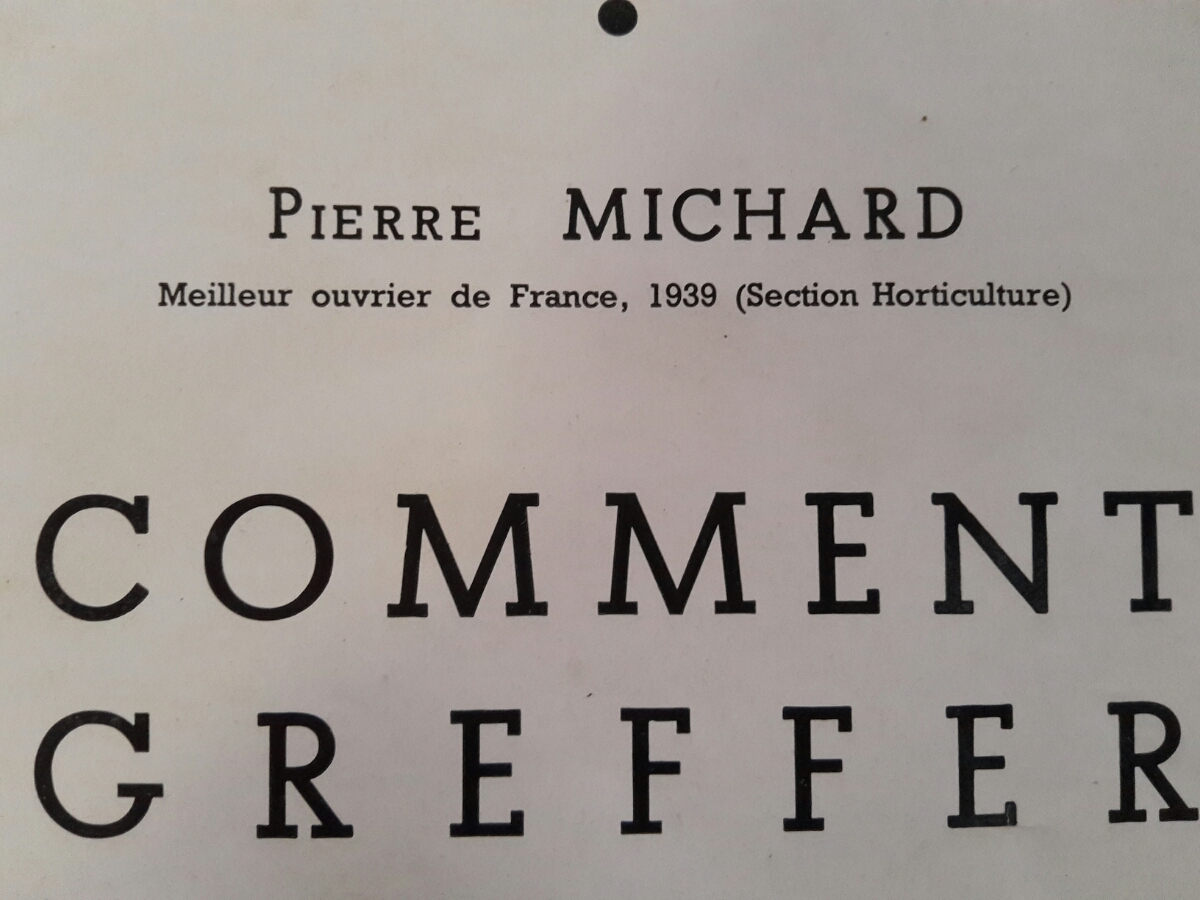 PIERRE MICHARD
Meilleur ouvrier de France, 1939 (Section Horticulture)
COMMENT
GREFFER